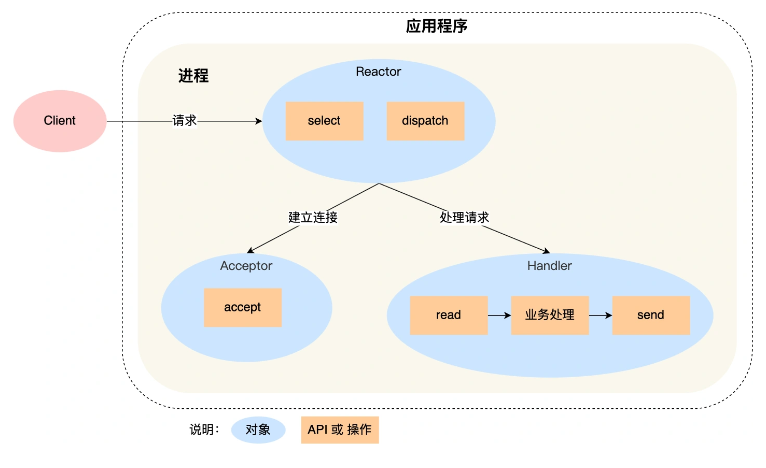 应用程序
进程
Reactor
select
dispatch
Client
请求
建立连接
处理请求
Acceptor
accept
Handler
read
业务处理
send
说明：
对象
API 或 操作